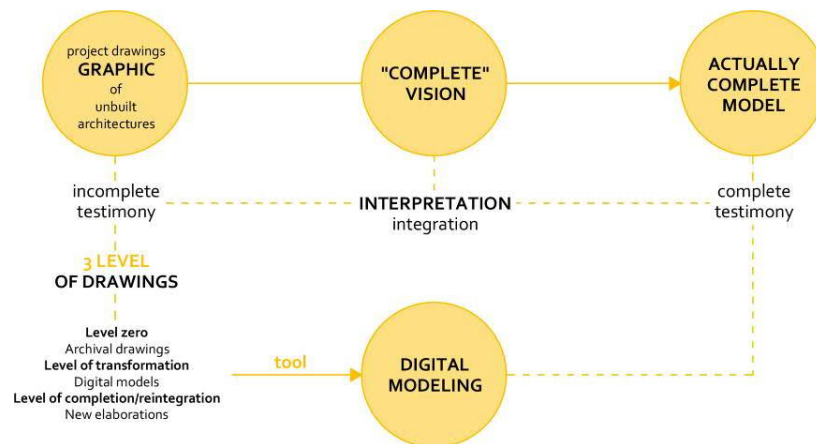 project drawings
GRAPHIC
of
unbuilt
architectures
"COMPLETE"
VISION
ACTUALLY
COMPLETE
MODEL
incomplete
testimony
INTERPRETATION
integration
complete
testimony
3 LEVEL
OF DRAWINGS
Level zero
Archival drawings
Level of transformation
Digital models
Level of completion/reintegration
New elaborations
tool
DIGITAL
MODELING